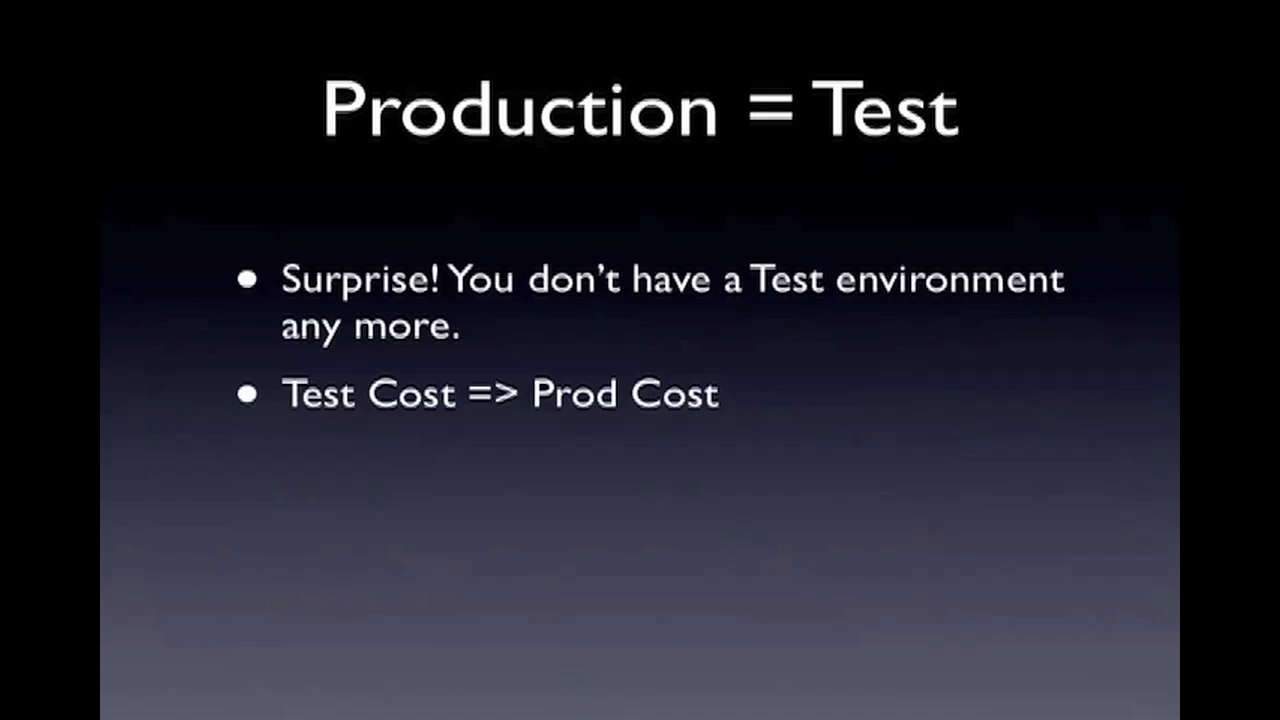 Production = Test
• Surprise! You don’t have a Test environment
any more.
• Test Cost => Prod Cost